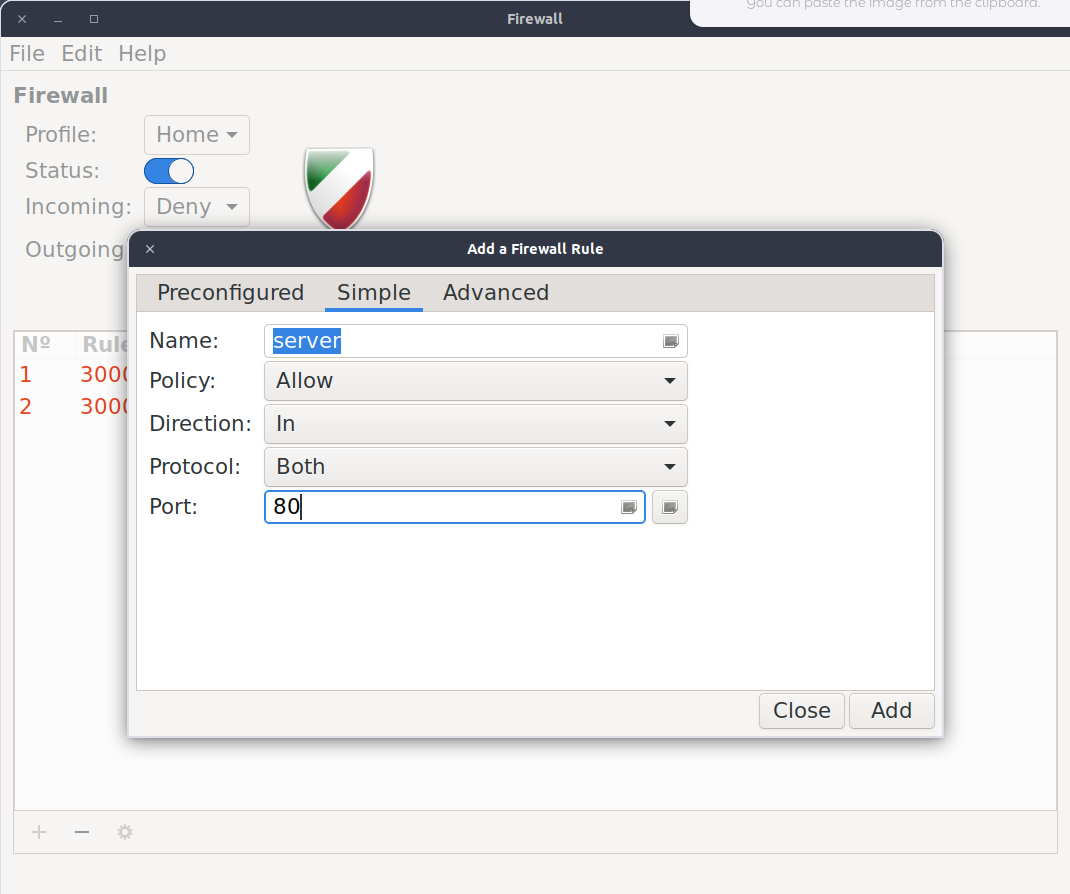 you can paste the image from the clipboard.
Firewall
File Edit Help
Firewall
Profile: Home
Status:
Incoming: Deny
Outgoing
Add a Firewall Rule
Preconfigured Simple Advanced
Name: server
Policy: Allow
Direction: In
Protocol: Both
Port: 80
Close Add
Nº Rule
1 3000
2 3000